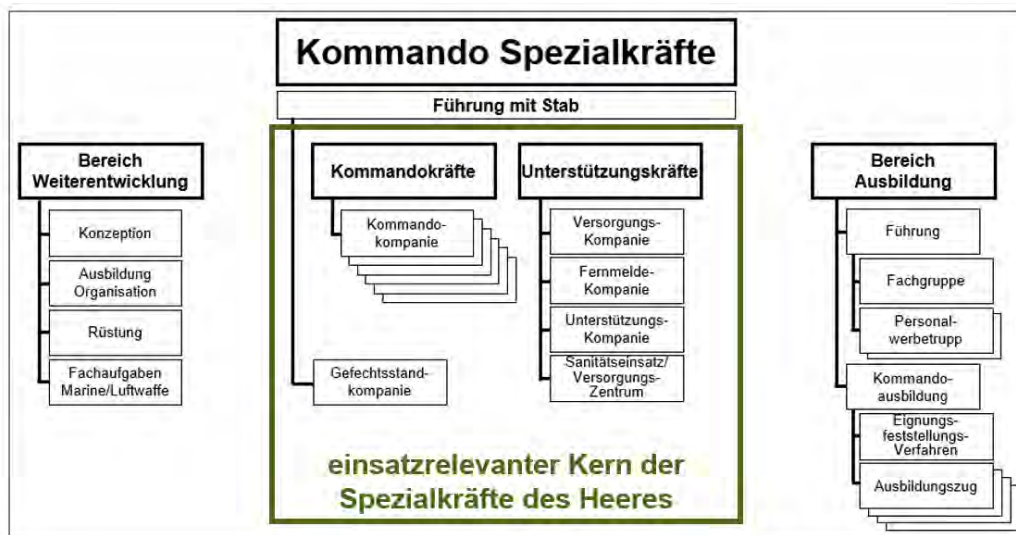 Kommando Spezialkräfte
Führung mit Stab
Bereich
Weiterentwicklung
Konzeption
Ausbildung
Organisation
Rüstung
Fachaufgaben
Marine/Luftwaffe
Kommandokräfte
Kommando-
kompanie
Gefechtsstand-
kompanie
Unterstützungskräfte
Versorgungs-
Kompanie
Fernmelde-
Kompanie
Unterstützungs-
Kompanie
Sanitätseinsatz/
Versorgungs-
Zentrum
einsatzrelevanter Kern der
Spezialkräfte des Heeres
Bereich
Ausbildung
Führung
Fachgruppe
Personal-
werbetrupp
Kommando-
ausbildung
Eignungs-
feststellungs-
Verfahren
Ausbildungszug